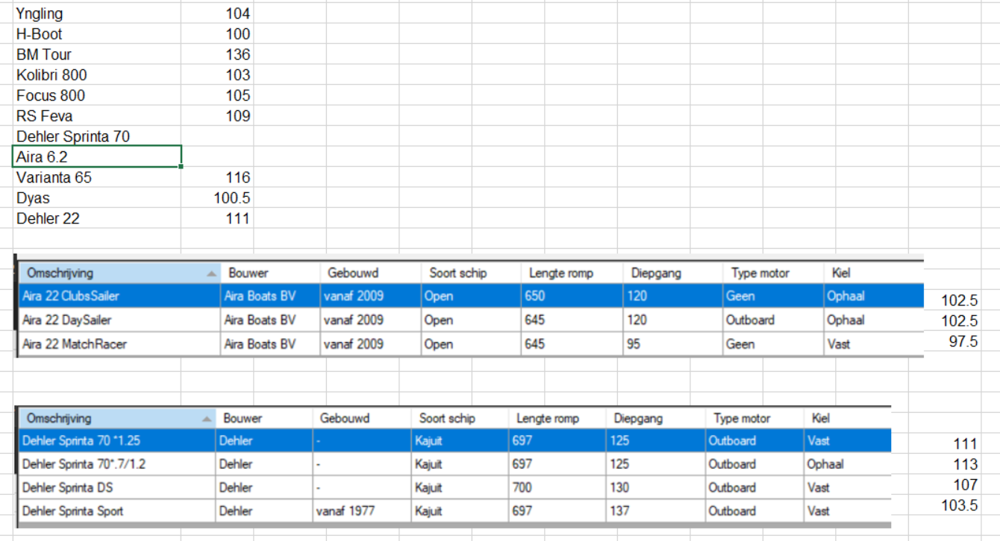 Yngling 104
H-Boot 100
BM Tour 136
Kolibri 800 103
Focus 800 105
RS Feva 109
Dehler Sprinta 70
Aira 6.2
Varianta 65 116
Dyas 100.5
Dehler 22 111
Omschrijving Bouwer Gebouwd Soort schip Lengte romp Diepgang Type motor Kiel
Aira 22 ClubsSailer Aira Boats BV vanaf 2009 Open 650 120 Geen Ophaal 102.5
Aira 22 DaySailer Aira Boats BV vanaf 2009 Open 645 120 Outboard Ophaal 102.5
Aira 22 MatchRacer Aira Boats BV vanaf 2009 Open 645 95 Geen Vast 97.5
Omschrijving Bouwer Gebouwd Soort schip Lengte romp Diepgang Type motor Kiel
Dehler Sprinta 70 *1.25 Dehler - Kajuit 697 125 Outboard Vast 111
Dehler Sprinta 70*.7/1.2 Dehler - Kajuit 697 125 Outboard Ophaal 113
Dehler Sprinta DS Dehler - Kajuit 700 130 Outboard Vast 107
Dehler Sprinta Sport Dehler vanaf 1977 Kajuit 697 137 Outboard Vast 103.5